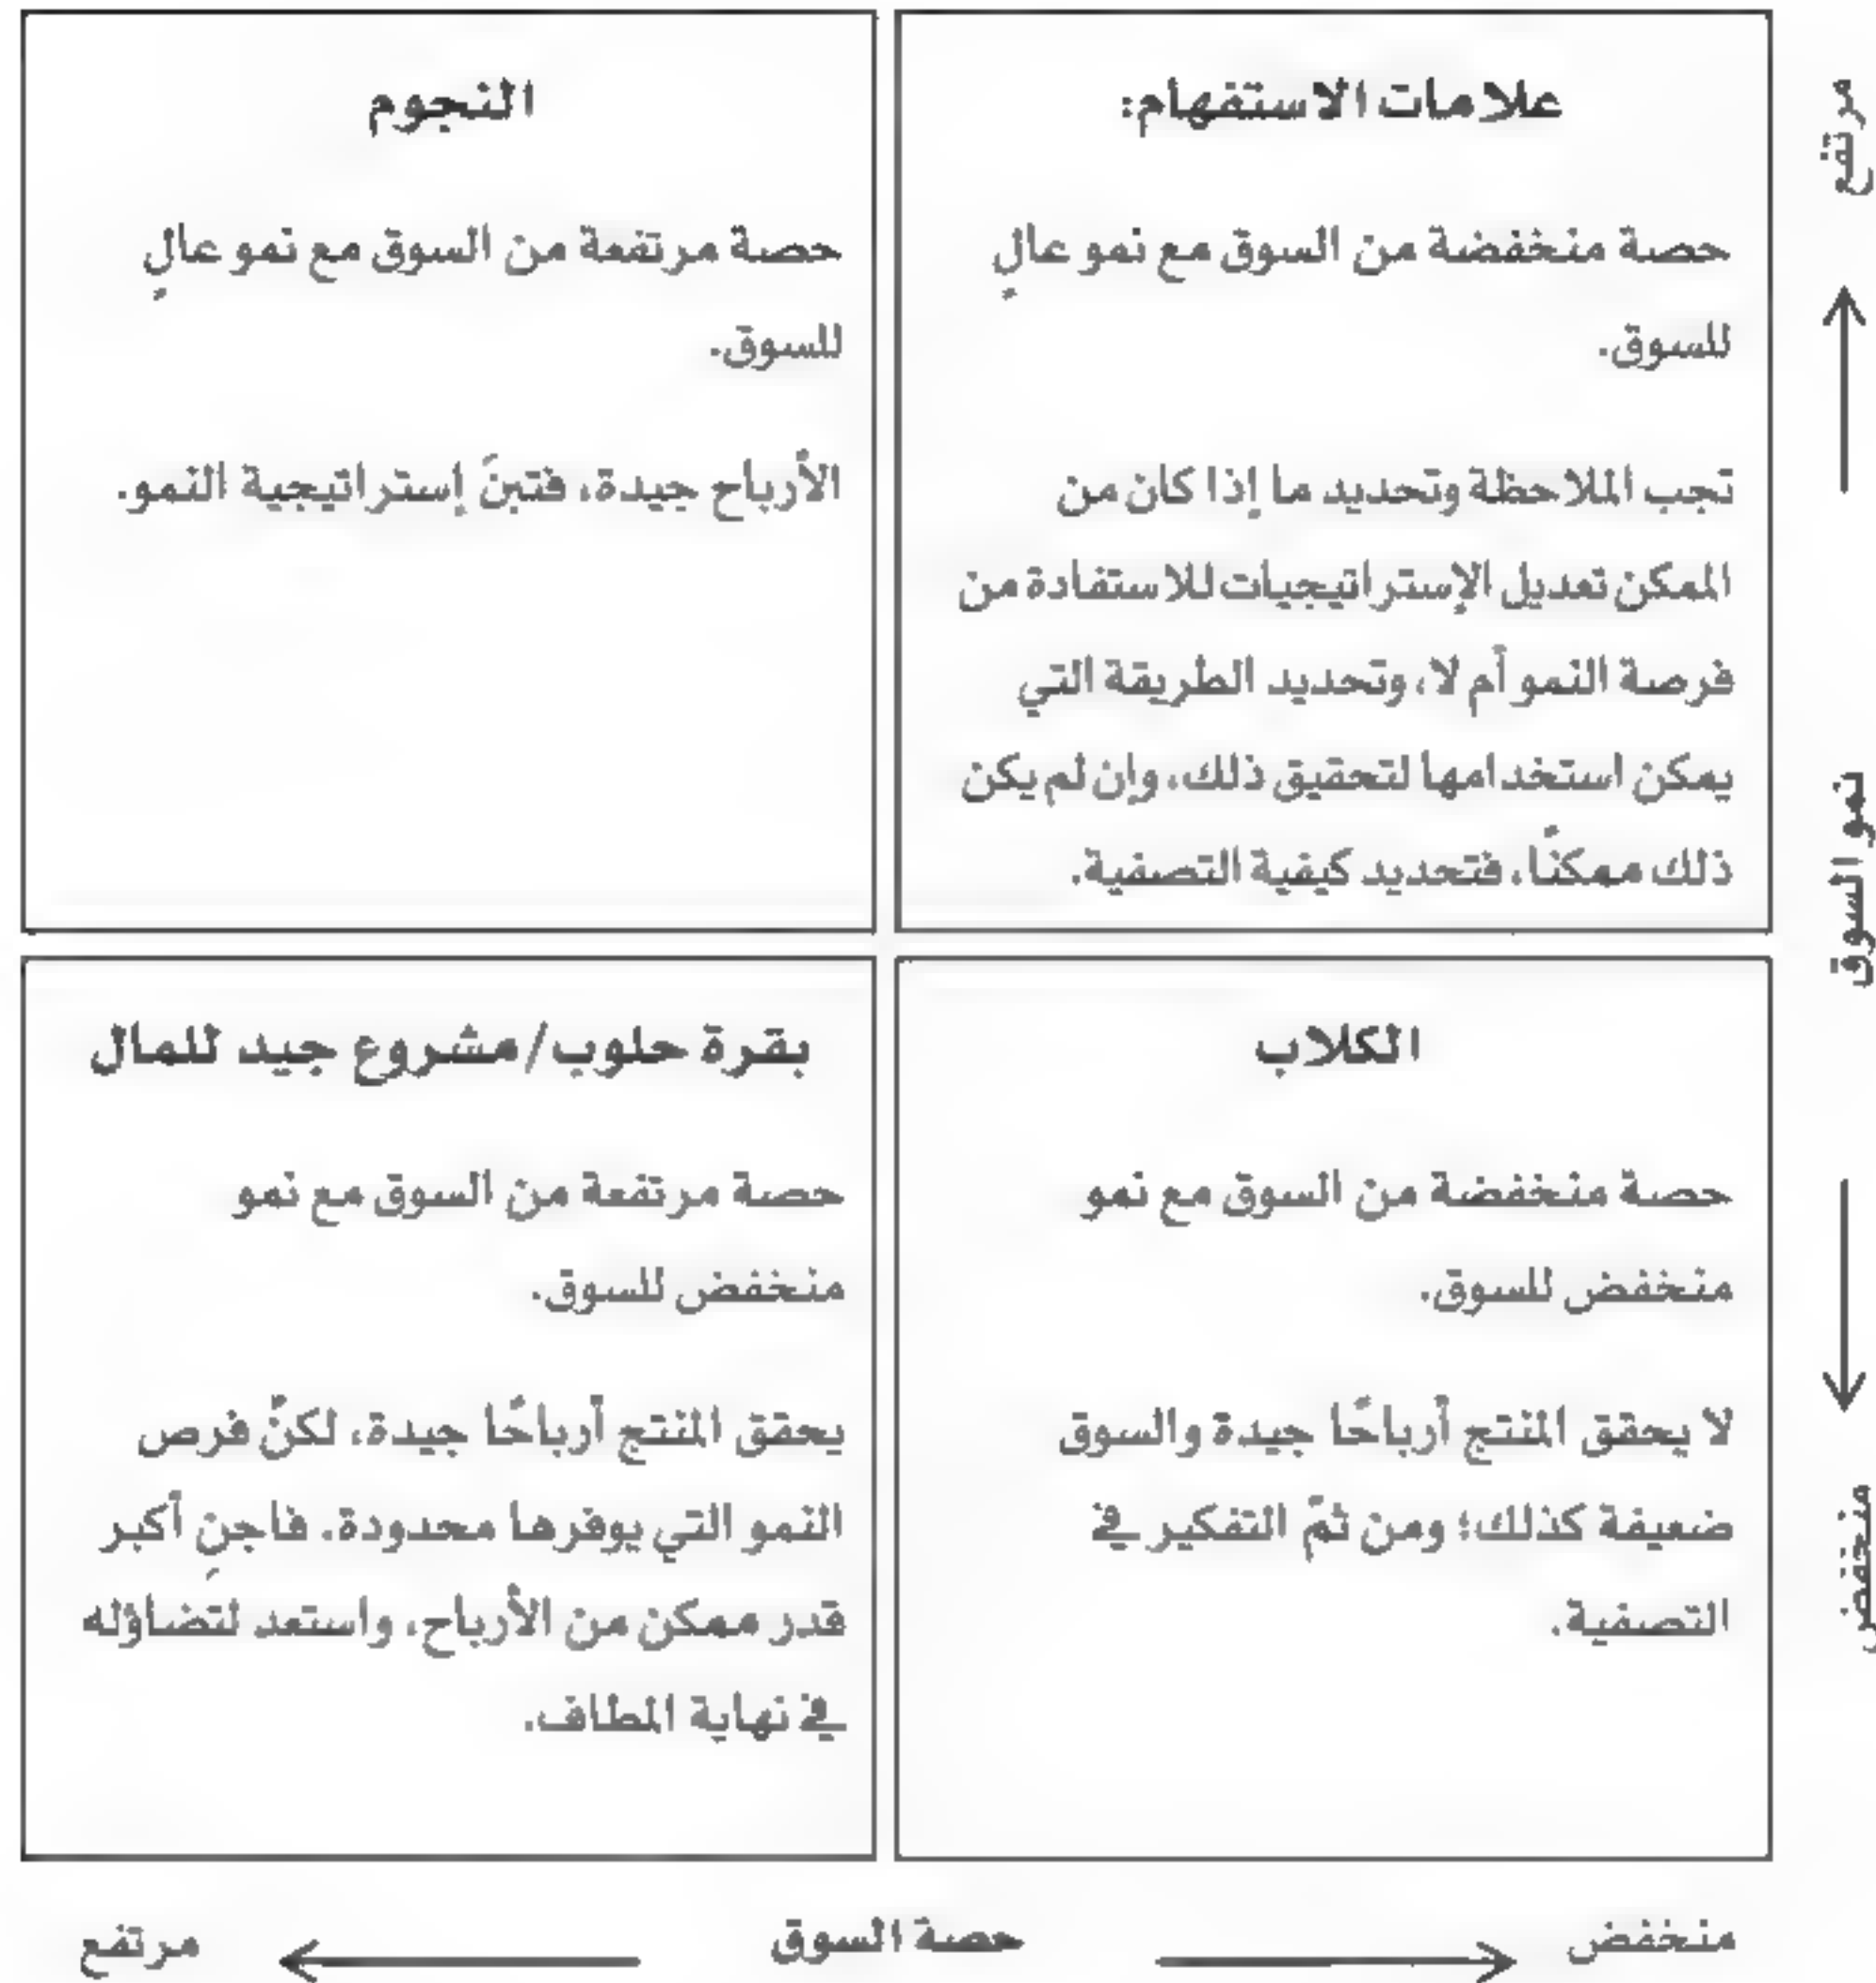 علامات الاستفهام:
حصة منخفضة من السوق مع نمو عالٍ
للسوق.
تجب الملاحظة وتحديد ما إذا كان من
الممكن تعديل الإستراتيجيات للاستفادة من
فرصة النمو أم لا، وتحديد الطريقة التي
يمكن استخدامها لتحقيق ذلك، وإن لم يكن
ذلك ممكنًا، فتحديد كيفية التصفية.
النجوم
حصة مرتفعة من السوق مع نمو عالٍ
للسوق.
الأرباح جيدة، فتبنَ إستراتيجية النمو.
الكلاب
حصة منخفضة من السوق مع نمو
منخفض للسوق.
لا يحقق المنتج أرباحًا جيدة والسوق
ضعيفة كذلك؛ ومن ثمّ التفكير في
التصفية.
بقرة حلوب/مشروع جيد للمال
حصة مرتفعة من السوق مع نمو
منخفض للسوق.
يحقق المنتج أرباحًا جيدة، لكنّ فرص
النمو التي يوفرها محدودة. فاجنِ أكبر
قدر ممكن من الأرباح، واستعد لتضاؤله
في نهاية المطاف.
مرتفع
نمو السوق
منخفض
منخفض
حصة السوق
مرتفع